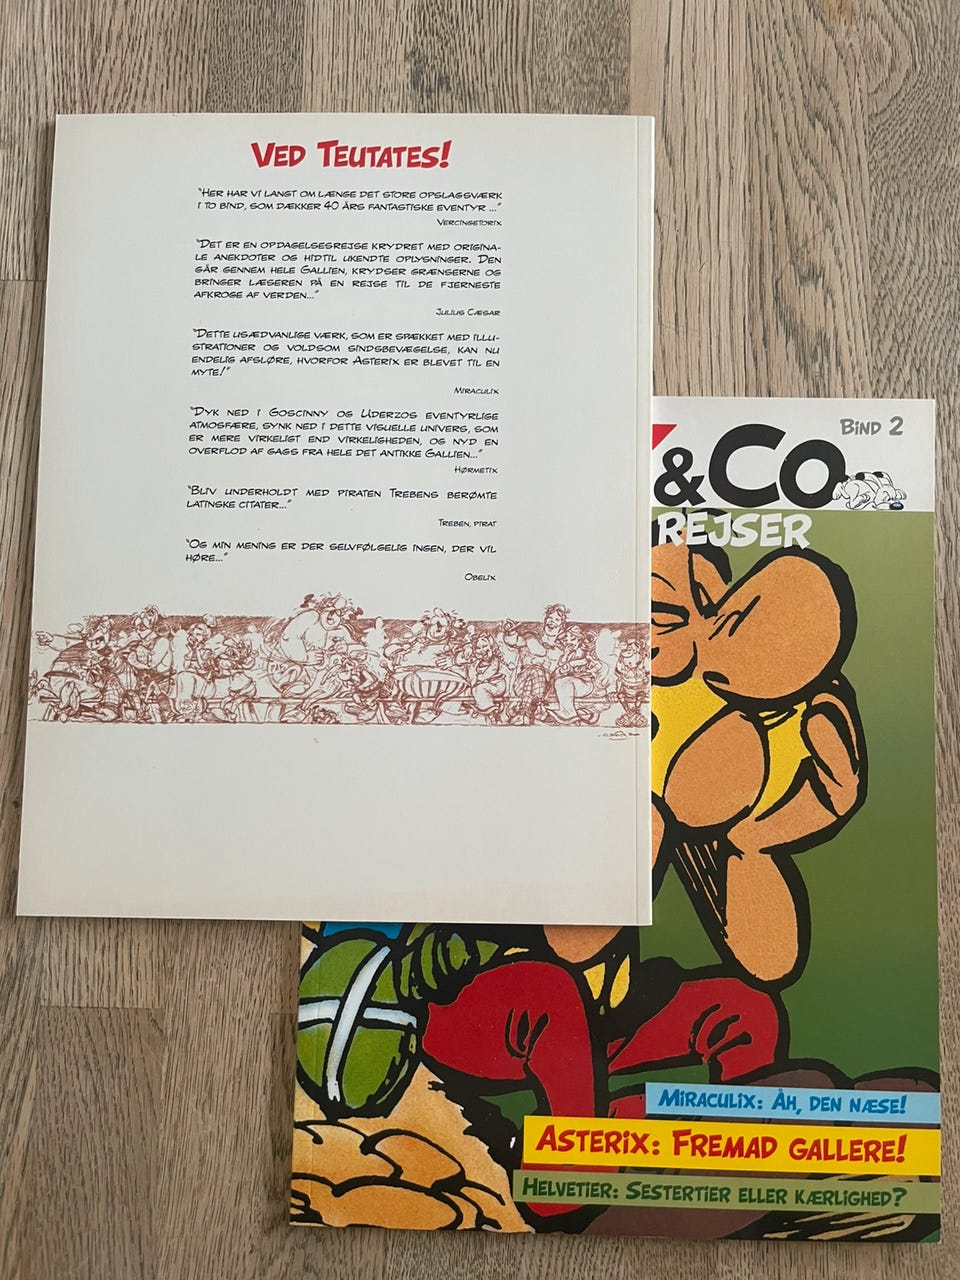 Ved Teutates!
"Her har vi langt om længe det store opslagsværk
i to bind, som dækker 40 års fantastiske eventyr ..."
Vercingetorix
"Det er en opdagelsesrejse krydret med origina-
le anekdoter og hidtil ukendte oplysninger. Den
går gennem hele Gallien, krydser grænserne og
bringer læseren på en rejse til de fjerneste
afkroge af verden..."
Julius Cæsar
"Dette usædvanlige værk, som er spækket med illu-
strationer og voldsom sindsbevægelse, kan nu
endelig afsløre, hvorfor Asterix er blevet til en
myte!"
Miraculix
"Dyk ned i Goscinny og Uderzos eventyrlige
atmosfære, synk ned i dette visuelle univers, som
er mere virkeligt end virkeligheden, og nyd en
overflod af gags fra hele det antikke Gallien..."
Hørmetix
"Bliv underholdt med piraten Trebens berømte
latinske citater..."
Treben, pirat
"Og min mening er der selvfølgelig ingen, der vil
høre..."
Obelix
Bind 2
&Co
REJSER
Miraculix: Åh, den næse!
Asterix: Fremad gallere!
Helvetier: Sestertier eller kærlighed?